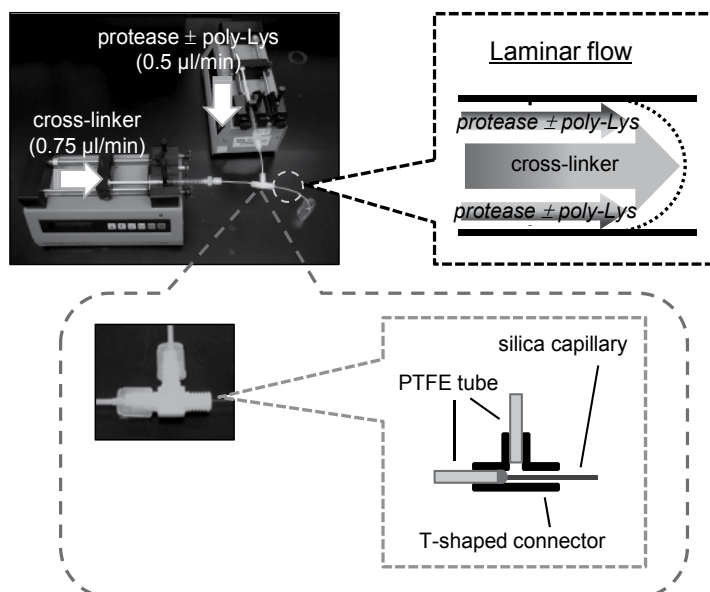 protease ± poly-Lys
(0.5 µl/min)
cross-linker
(0.75 µl/min)
Laminar flow
protease ± poly-Lys
cross-linker
protease ± poly-Lys
silica capillary
PTFE tube
T-shaped connector